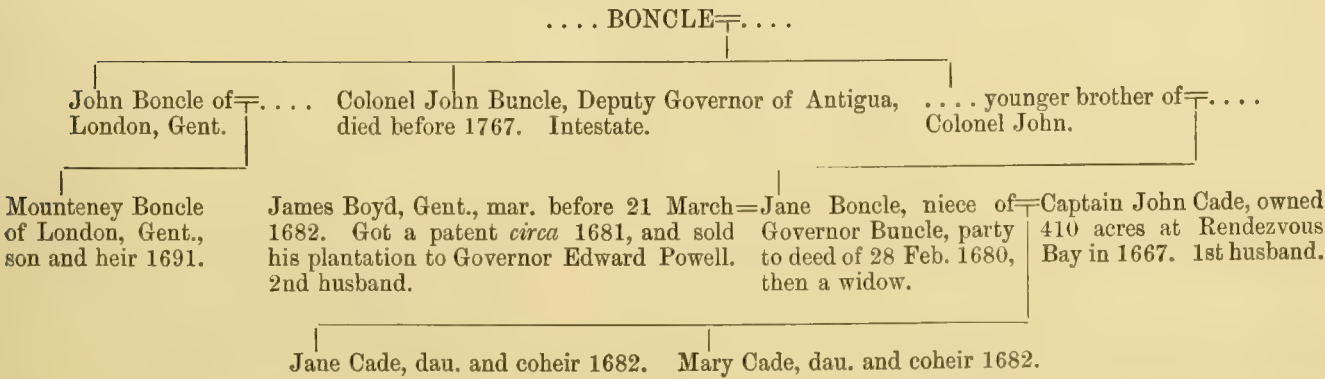 .... BONCLE=....
John Boncle of=....
London, Gent.
Colonel John Buncle, Deputy Governor of Antigua,
died before 1767. Intestate.
.... younger brother of=....
Colonel John.
Mounteney Boncle
of London, Gent.,
son and heir 1691.
James Boyd, Gent., mar. before 21 March=
1682. Got a patent circa 1681, and sold
his plantation to Governor Edward Powell.
2nd husband.
Jane Boncle, niece of=
Governor Buncle, party
to deed of 28 Feb. 1680,
then a widow.
Captain John Cade, owned
410 acres at Rendezvous
Bay in 1667. 1st husband.
Jane Cade, dau. and coheir 1682.
Mary Cade, dau. and coheir 1682.